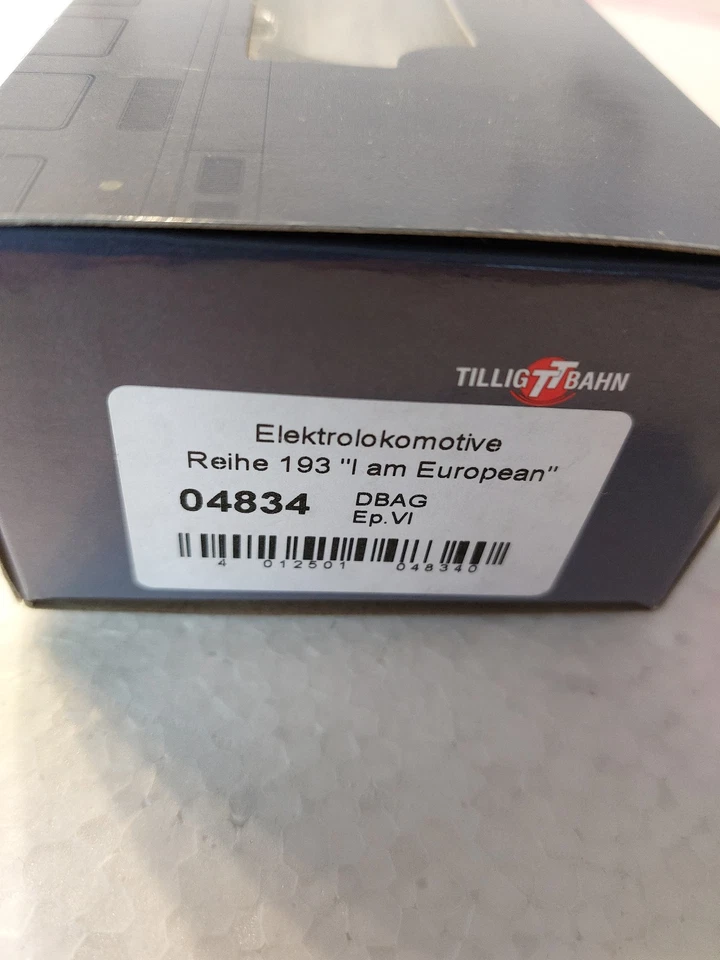 TILLIG TT BAHN
Elektrolokomotive
Reihe 193 "I am European"
04834 DBAG
Ep.VI
4 012501 048340